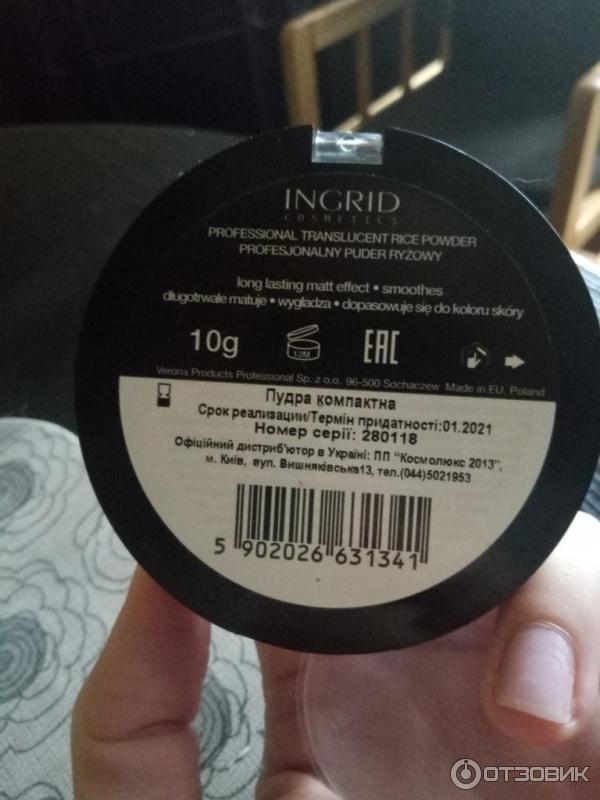 INGRID
COSMETICS
PROFESSIONAL TRANSLUCENT RICE POWDER
PROFESJONALNY PUDER RYŻOWY
long lasting matt effect • smoothes
długotrwale matuje • wygładza • dopasowuje się do koloru skóry
10g 12M EAC
Verona Products Professional Sp. z o.o. 96-500 Sochaczew Made in EU, Poland
Пудра компактна
Срок реализации/Термін придатності:01.2021
Номер серії: 280118
Офіційний дистриб'ютор в Україні: ПП "Космолюкс 2013",
м. Київ, вул. Вишняківська13, тел.(044)5021953
5 902026 631341
ОТЗОВИК